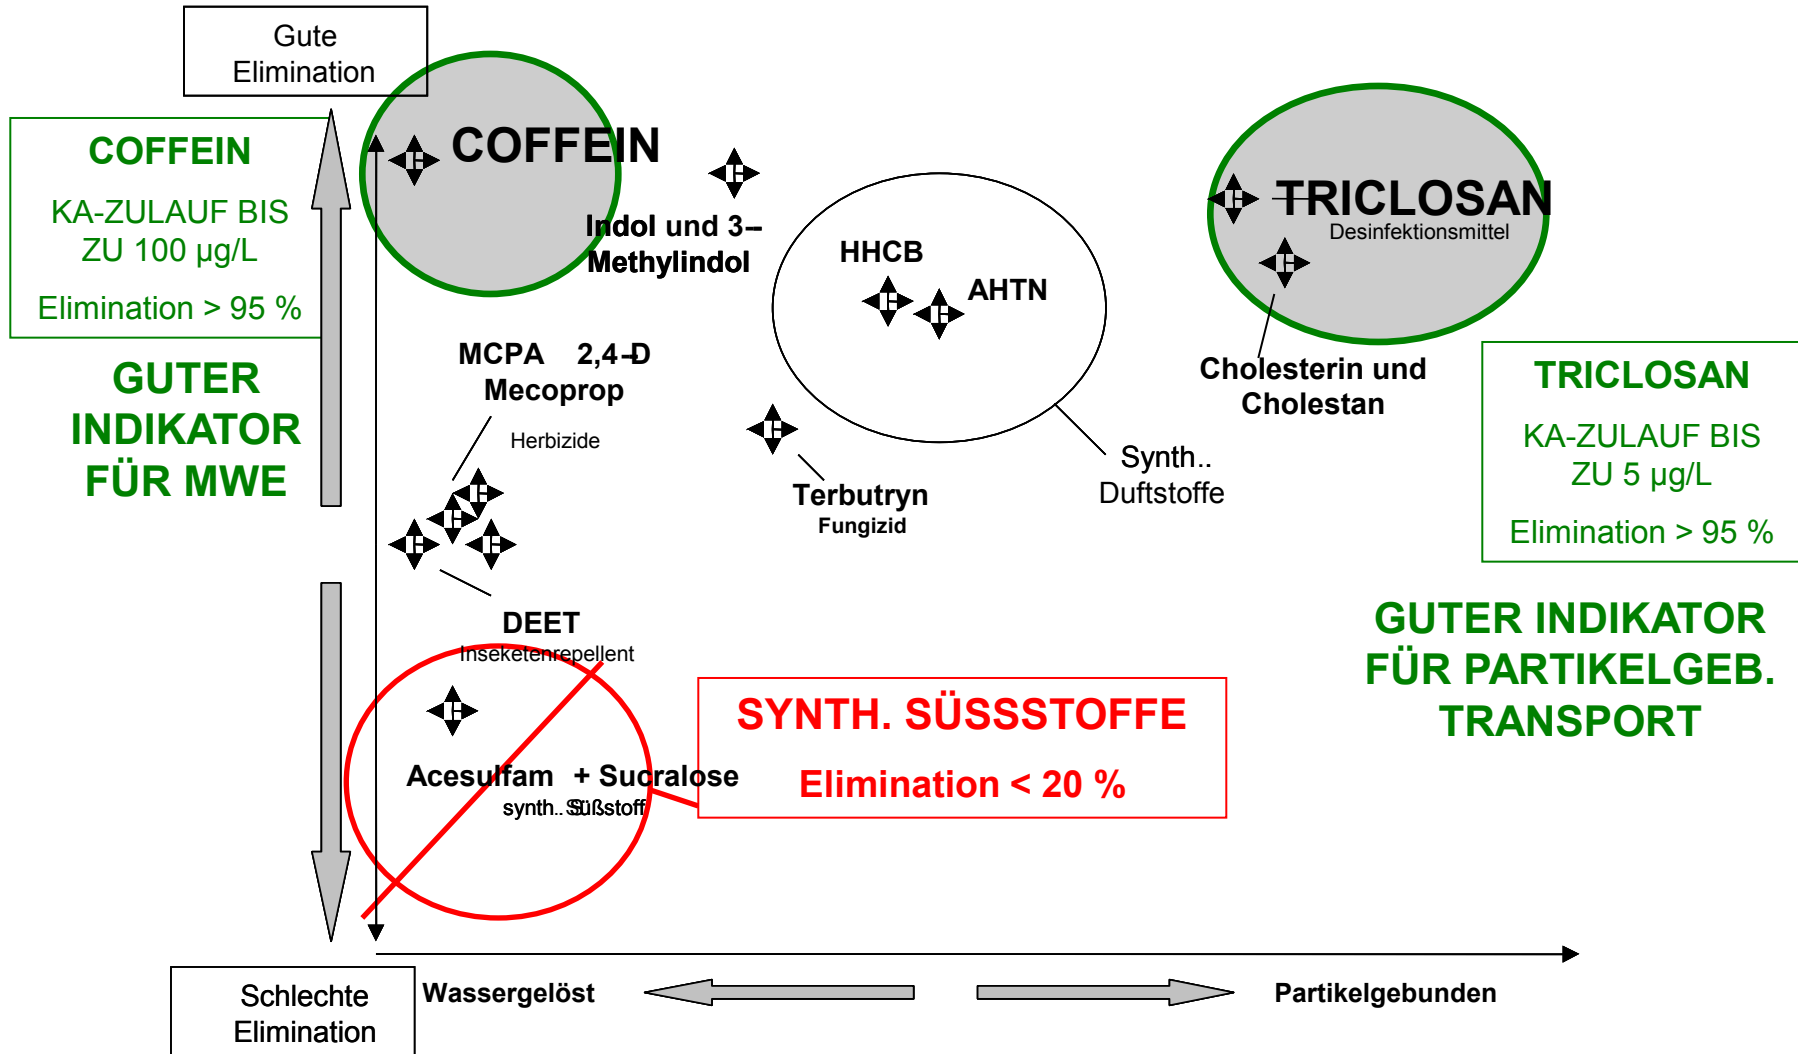 Gute
Elimination
COFFEIN
KA-ZULAUF BIS
ZU 100 µg/L
Elimination > 95 %
GUTER
INDIKATOR
FÜR MWE
COFFEIN
Indol und 3-
Methylindol
HHCB
AHTN
TRICLOSAN
Desinfektionsmittel
Cholesterin und
Cholestan
MCPA 2,4-D
Mecoprop
Herbizide
Terbutryn
Fungizid
Synth..
Duftstoffe
TRICLOSAN
KA-ZULAUF BIS
ZU 5 µg/L
Elimination > 95 %
GUTER INDIKATOR
FÜR PARTIKELGEB.
TRANSPORT
DEET
Inseketenrepellent
Acesulfam + Sucralose
synth.. Süßstoff
SYNTH. SÜSSSTOFFE
Elimination < 20 %
Schlechte
Elimination
Wassergelöst
Partikelgebunden